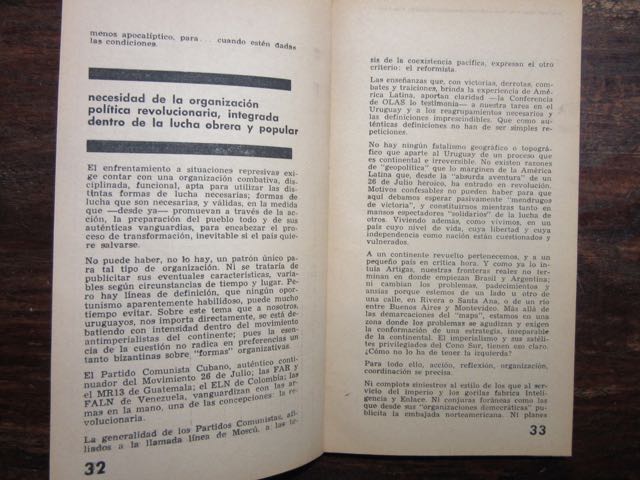 menos apocalíptico, para... cuando estén dadas
las condiciones.
necesidad de la organización
política revolucionaria, integrada
dentro de la lucha obrera y popular
El enfrentamiento a situaciones represivas exi-
ge contar con una organización combativa, dis-
ciplinada, funcional, apta para utilizar las dis-
tintas formas de lucha necesarias; formas de
lucha que son necesarias, y válidas, en la medida
que —desde ya— promuevan a través de la ac-
ción, la preparación del pueblo todo y de sus
auténticas vanguardias, para encabezar el pro-
ceso de transformación, inevitable si el país quie-
re salvarse.
No puede haber, no lo hay, un patrón único pa-
ra tal tipo de organización. Ni se trataría de
publicitar sus eventuales características, varia-
bles según circunstancias de tiempo y lugar. Pe-
ro hay líneas de definición, que ningún opor-
tunismo aparentemente habilidoso, puede mucho
tiempo evitar. Sobre este tema que a nosotros,
uruguayos, nos importa directamente, se está de-
batiendo con intensidad dentro del movimiento
antimperialistas del continente; pues la esen-
cia de la cuestión no radica en preferencias un
tanto bizantinas sobre "formas" organizativas.
El Partido Comunista Cubano, auténtico conti-
nuador del Movimiento 26 de Julio; las FAR y
el MR13 de Guatemala; el ELN de Colombia; las
FALN de Venezuela, vanguardizan con las ar-
mas en la mano, una de las concepciones: la re-
volucionaria.
La generalidad de los Partidos Comunistas, afi-
liados a la llamada línea de Moscú, a las te-
32
sis de la coexistencia pacífica, expresan el otro
criterio: el reformista.
Las enseñanzas que, con victorias, derrotas, com-
bates y traiciones, brinda la experiencia de Amé-
rica Latina, aportan claridad —la Conferencia
de OLAS lo testimonia— a nuestra tarea en el
Uruguay y a los reagrupamientos necesarios y
las definiciones imprescindibles. Que como au-
ténticas definiciones no han de ser simples re-
peticiones.
No hay ningún fatalismo geográfico o topográfi-
co que aparte al Uruguay de un proceso que
es continental e irreversible. No existen razones
de "geopolítica" que lo marginen de la América
Latina que, desde la "absurda aventura" de un
26 de Julio heroico, ha entrado en revolución.
Motivos confesables no pueden haber para que
aquí debamos esperar pasivamente "mendrugos
de victoria", y constituirnos mientras tanto en
mansos espectadores "solidarios" de la lucha de
otros. Viviendo además, como vivimos, en un
país cuyo nivel de vida, cuya libertad y cuya
independencia como nación están cuestionados y
vulnerados.
A un continente revuelto pertenecemos, y a un
pequeño país en crítica hora. Y como ya lo in-
tuía Artigas, nuestras fronteras reales no ter-
minan en donde empiezan Brasil y Argentina,
ni cambian los problemas, padecimientos y
ansias porque estemos de un lado u otro de
una calle, en Rivera o Santa Ana, o de un río
entre Buenos Aires y Montevideo. Más allá de
las demarcaciones del "mapa", estamos en una
zona donde los problemas se agudizan y exigen
la conformación de una estrategia, inseparable
de la continental. El imperialismo y sus satéli-
tes privilegiados del Cono Sur, tienen eso claro.
¿Cómo no lo ha de tener la izquierda?
Para todo ello, acción, reflexión, organización,
coordinación se precisa.
Ni complots siniestros al estilo de los que al ser-
vicio del imperio y los gorilas fabrica Inteligen-
cia y Enlace. Ni conjuras foráneas como las
que desde sus "organizaciones democráticas" pu-
blicita la embajada norteamericana. Ni planes
33